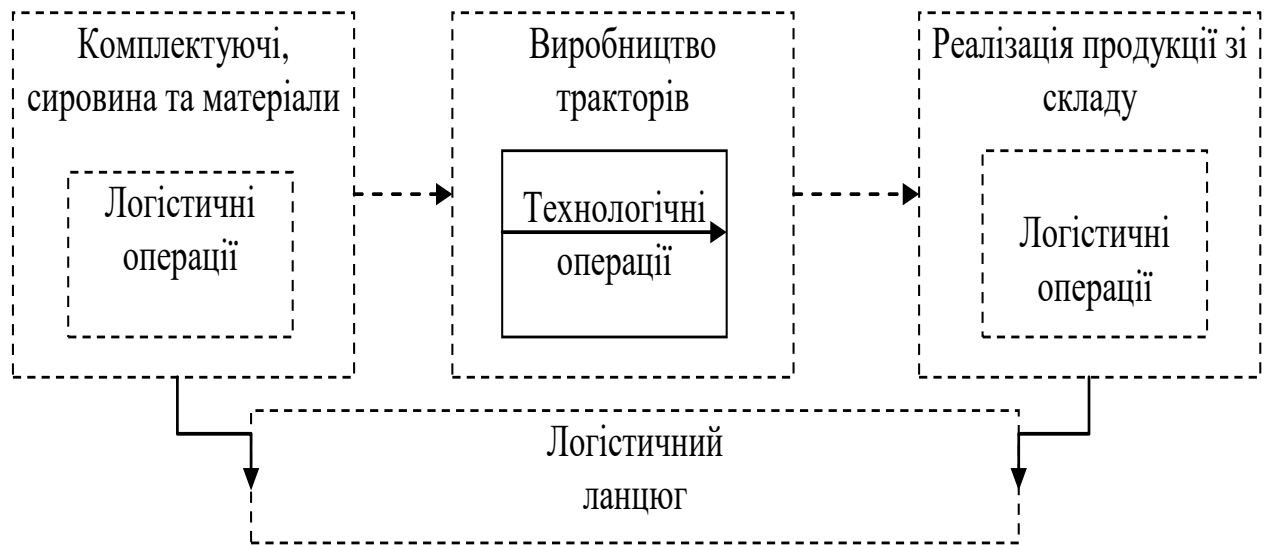 Комплектуючі,
сировина та матеріали
Логістичні
операції
Виробництво
тракторів
Технологічні
операції
Реалізація продукції зі
складу
Логістичні
операції
Логістичний
ланцюг